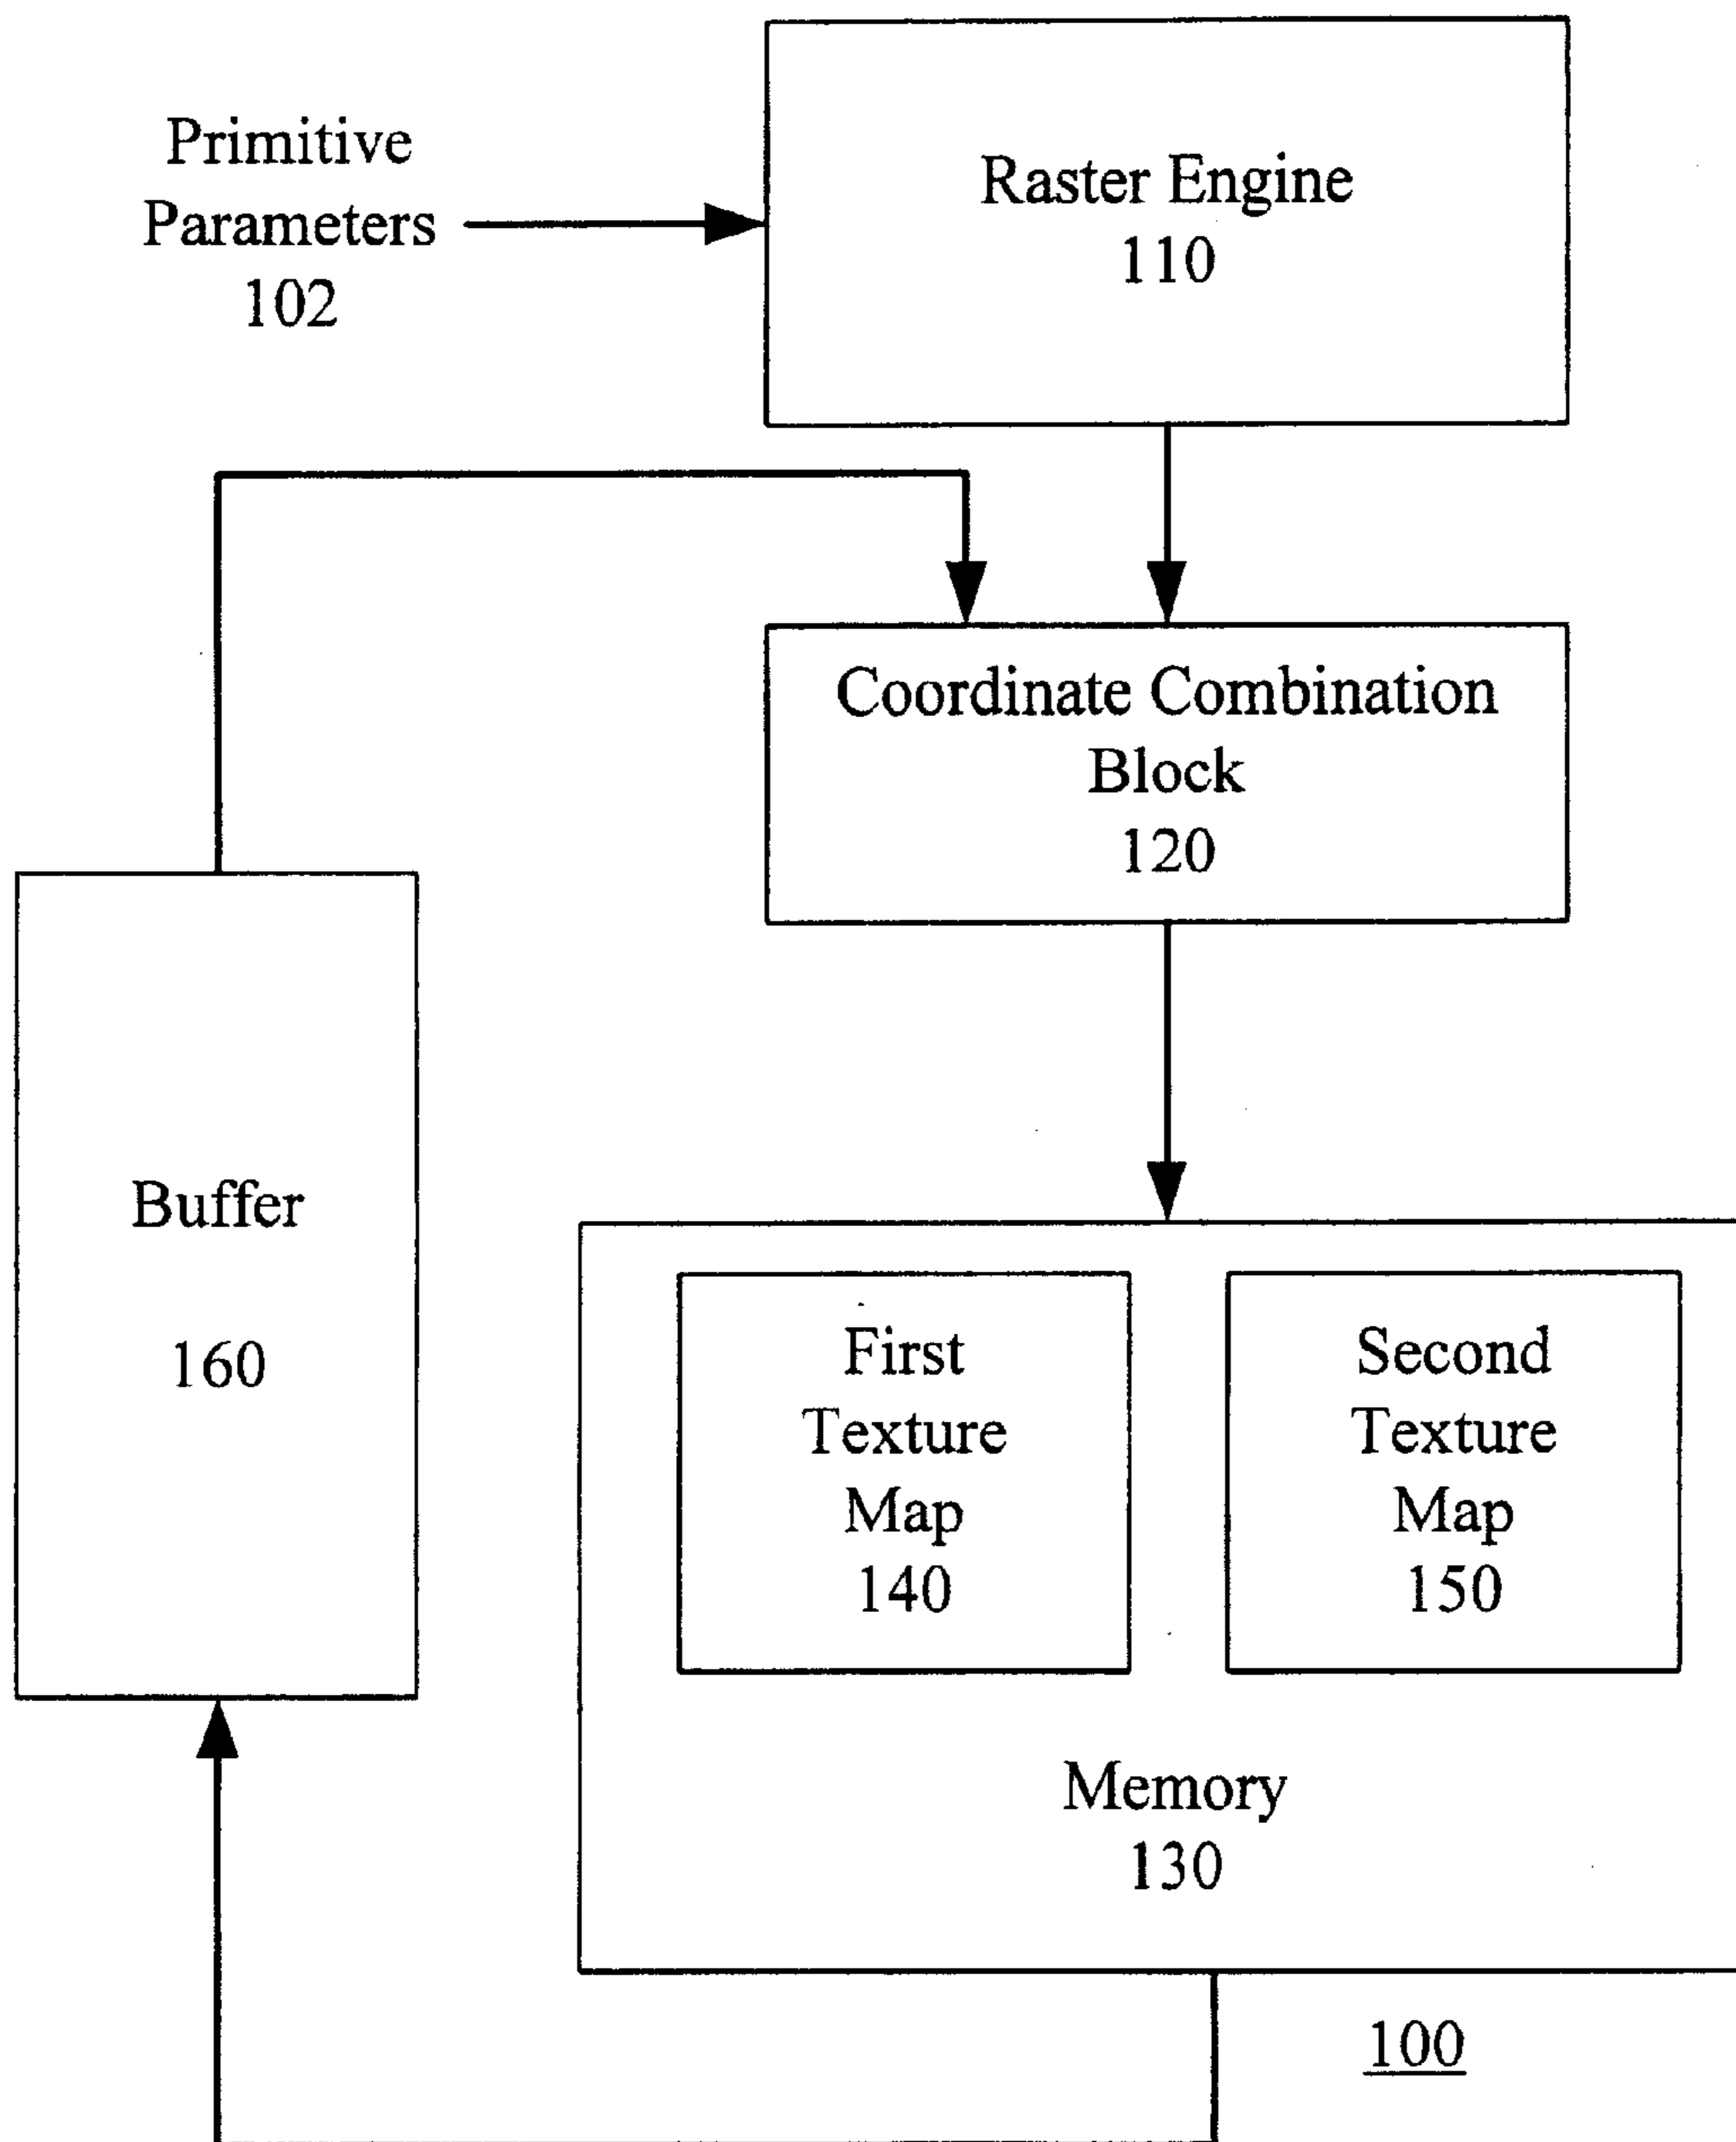 Primitive
Parameters
102
Raster Engine
110
Coordinate Combination
Block
120
Buffer
160
First
Texture
Map
140
Second
Texture
Map
150
Memory
130
100